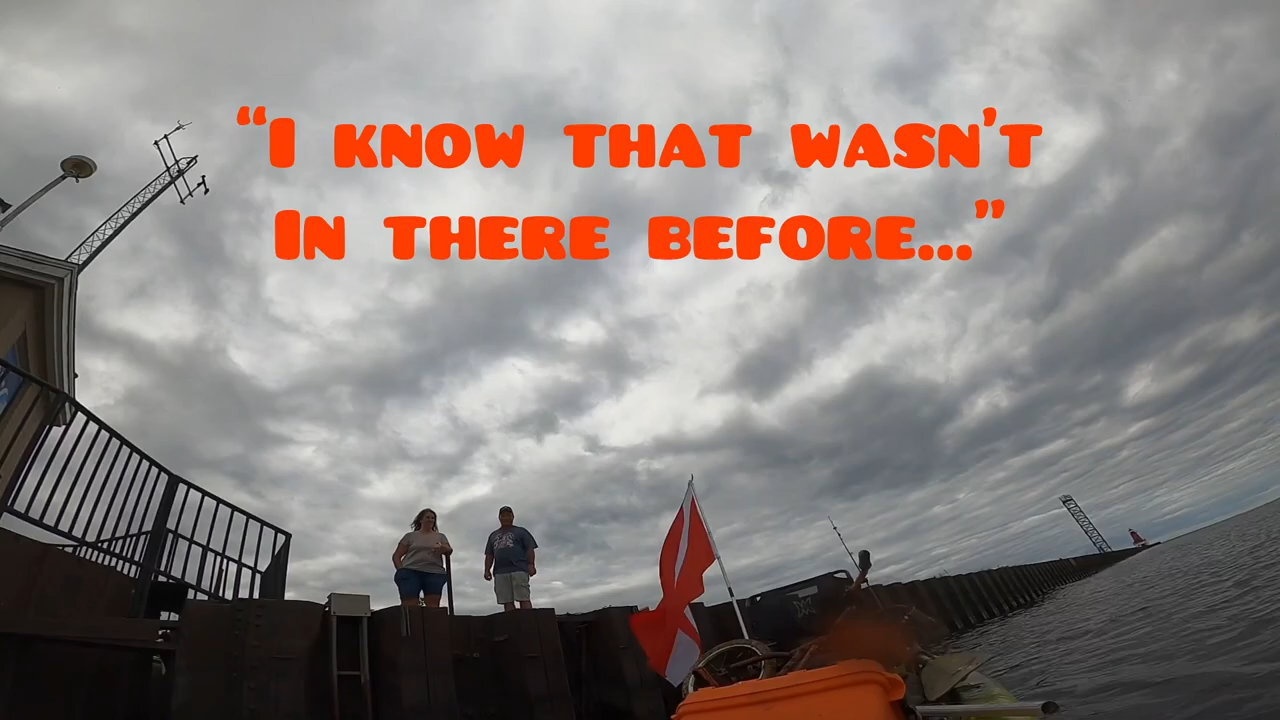 “I know that wasn’t
In there before...”